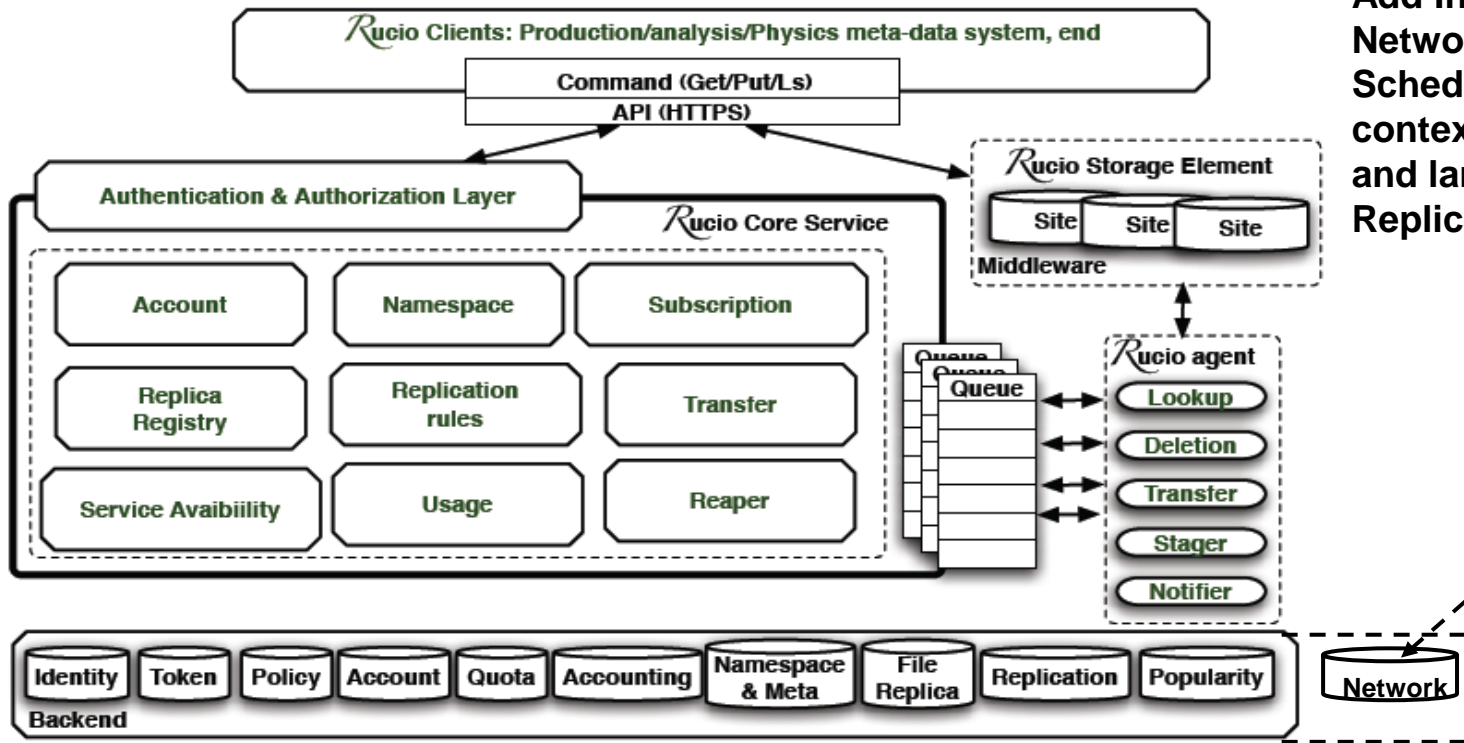 Rucio Clients: Production/analysis/Physics meta-data system, end
Command (Get/Put/Ls)
API (HTTPS)
Add
Netwo
Sched
contex
and lar
Replic
Authentication & Authorization Layer
Rucio Core Service
Rucio Storage Element
Site
Site
Site
Middleware
Account
Namespace
Subscription
Replica
Registry
Replication
rules
Transfer
Service Avaibiility
Usage
Reaper
Queue
Queue
Queue
Rucio agent
Lookup
Deletion
Transfer
Stager
Notifier
Identity
Token
Policy
Account
Quota
Accounting
Namespace
& Meta
File
Replica
Replication
Popularity
Backend
Network